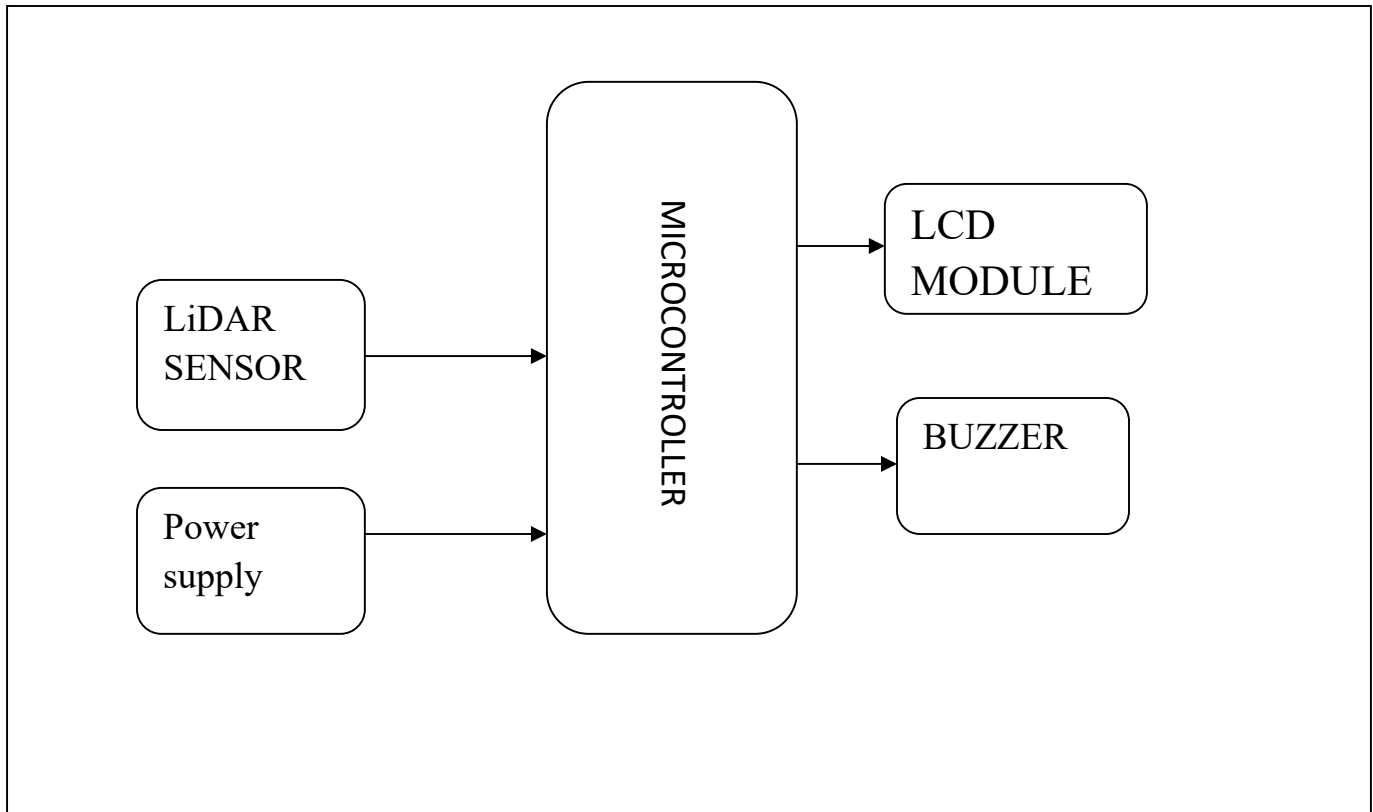 LiDAR
SENSOR
Power
supply
MICROCONTROLLER
LCD
MODULE
BUZZER